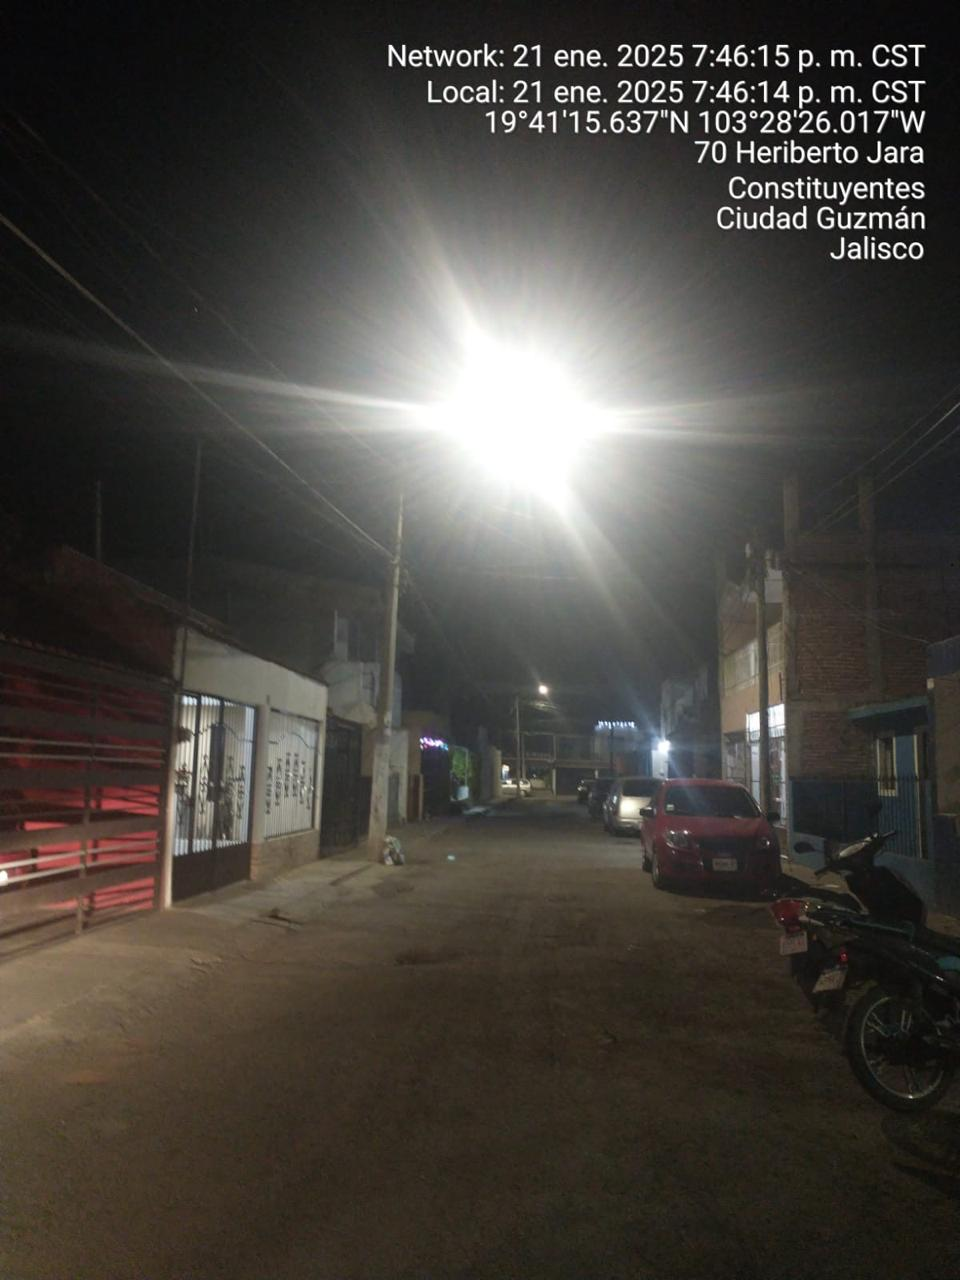 Network: 21 ene. 2025 7:46:15 p. m. CST
Local: 21 ene. 2025 7:46:14 p. m. CST
19°41'15.637"N 103°28'26.017"W
70 Heriberto Jara
Constituyentes
Ciudad Guzmán
Jalisco